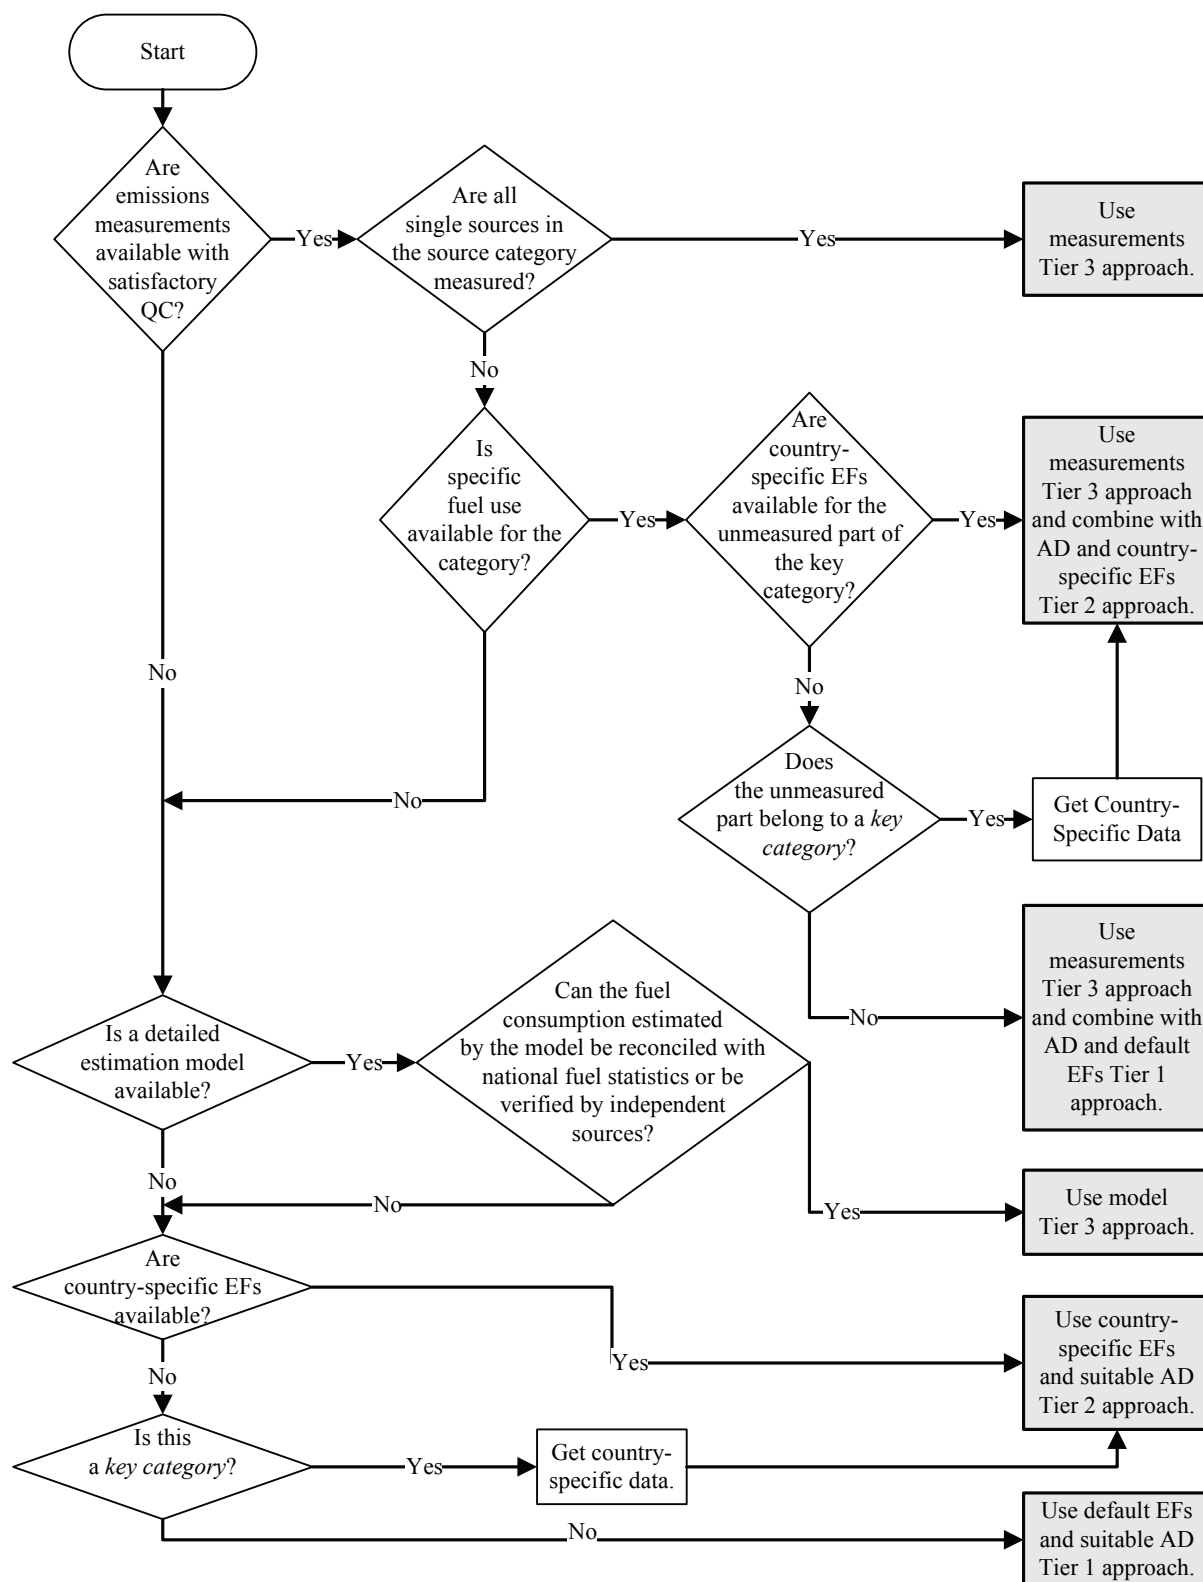 Start
Are
emissions
measurements
available with
satisfactory
QC?
Yes
Are all
single sources in
the source category
measured?
Yes
Use
measurements
Tier 3 approach.
No
Is
specific
fuel use
available for the
category?
Yes
Are
country-
specific EFs
available for the
unmeasured part of
the key
category?
Yes
Use
measurements
Tier 3 approach
and combine with
AD and country-
specific EFs
Tier 2 approach.
No
No
No
Does
the unmeasured
part belong to a key
category?
Yes
Get Country-
Specific Data
No
Use
measurements
Tier 3 approach
and combine with
AD and default
EFs Tier 1
approach.
Is a detailed
estimation model
available?
Yes
Can the fuel
consumption estimated
by the model be reconciled with
national fuel statistics or be
verified by independent
sources?
No
No
Yes
Use model
Tier 3 approach.
Are
country-specific EFs
available?
Yes
Use country-
specific EFs
and suitable AD
Tier 2 approach.
No
Is this
a key category?
Yes
Get country-
specific data.
No
Use default EFs
and suitable AD
Tier 1 approach.